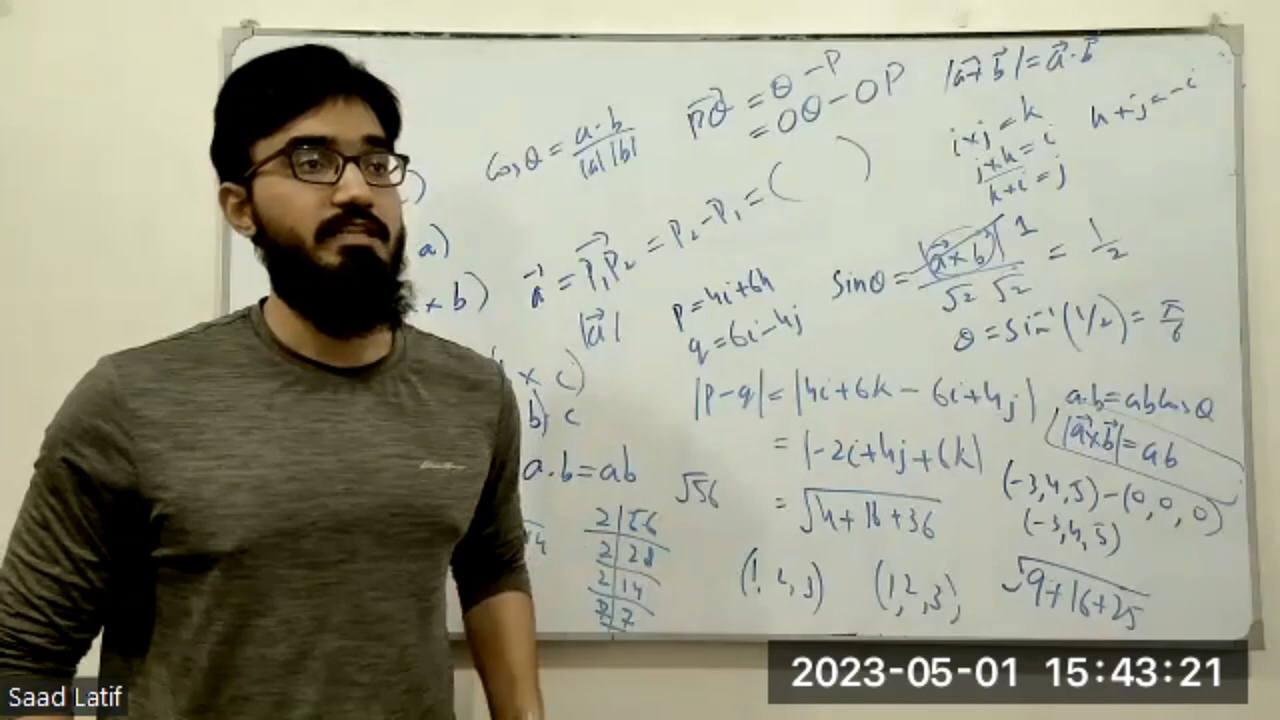 cos θ = a·b / |a| |b|
PQ = Q - P
= OQ - OP
|a×b| = a·b
i×j = k
j×k = i
k×i = j
k+j = -i
a)
× b)
a = P₁P₂ = P₂ - P₁ = ( )
|a|
P = 4i+6k
q = 6i-4j
sinθ = |a×b| 1 / √2 √2 = 1/2
θ = sin⁻¹(1/2) = π/6
× c)
b) c
|P-q| = |4i+6k - 6i+4j|
= |-2i+4j+6k|
= √4+16+36
a·b = ab cos θ
|a×b| = ab
a·b = ab
√56
2|56
2|28
2|14
7|7
(-3,4,5)-(0,0,0)
(-3,4,5)
√9+16+25
(1,2,3) (1,2,3),
Saad Latif
2023-05-01 15:43:21